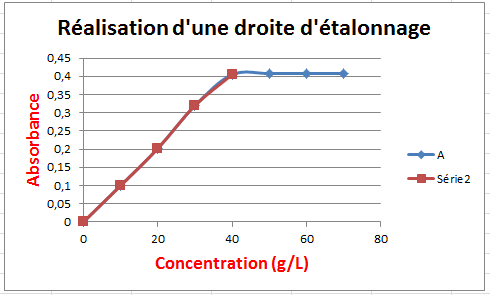 Réalisation d'une droite d'étalonnage
Absorbance
0,45
0,4
0,35
0,3
0,25
0,2
0,15
0,1
0,05
0
0 20 40 60 80
Concentration (g/L)
A
Série2